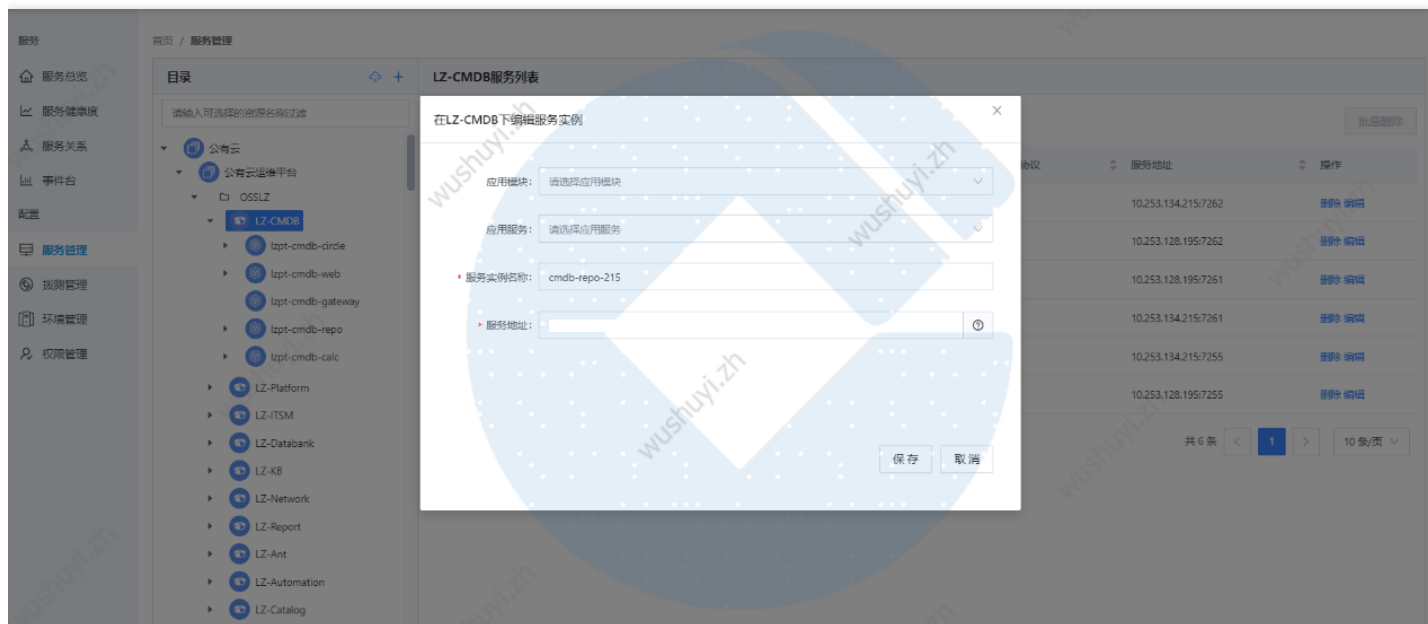 服务
首页 / 服务管理
服务总览
服务健康度
服务关系
事件台
配置
服务管理
拨测管理
环境管理
权限管理
目录
请输入可选择的资源名称过滤
公有云
公有云运维平台
OSSLZ
LZ-CMDB
lzpt-cmdb-circle
lzpt-cmdb-web
lzpt-cmdb-gateway
lzpt-cmdb-repo
lzpt-cmdb-calc
LZ-Platform
LZ-ITSM
LZ-Databank
LZ-KB
LZ-Network
LZ-Report
LZ-Ant
LZ-Automation
LZ-Catalog
LZ-CMDB服务列表
批量删除
协议 服务地址 操作
10.253.134.215:7262 删除 编辑
10.253.128.195:7262 删除 编辑
10.253.128.195:7261 删除 编辑
10.253.134.215:7261 删除 编辑
10.253.134.215:7255 删除 编辑
10.253.128.195:7255 删除 编辑
共 6 条 < 1 > 10 条/页
在LZ-CMDB下编辑服务实例
应用模块: 请选择应用模块
应用服务: 请选择应用服务
* 服务实例名称: cmdb-repo-215
* 服务地址:
保存 取消
wushuyi.zh